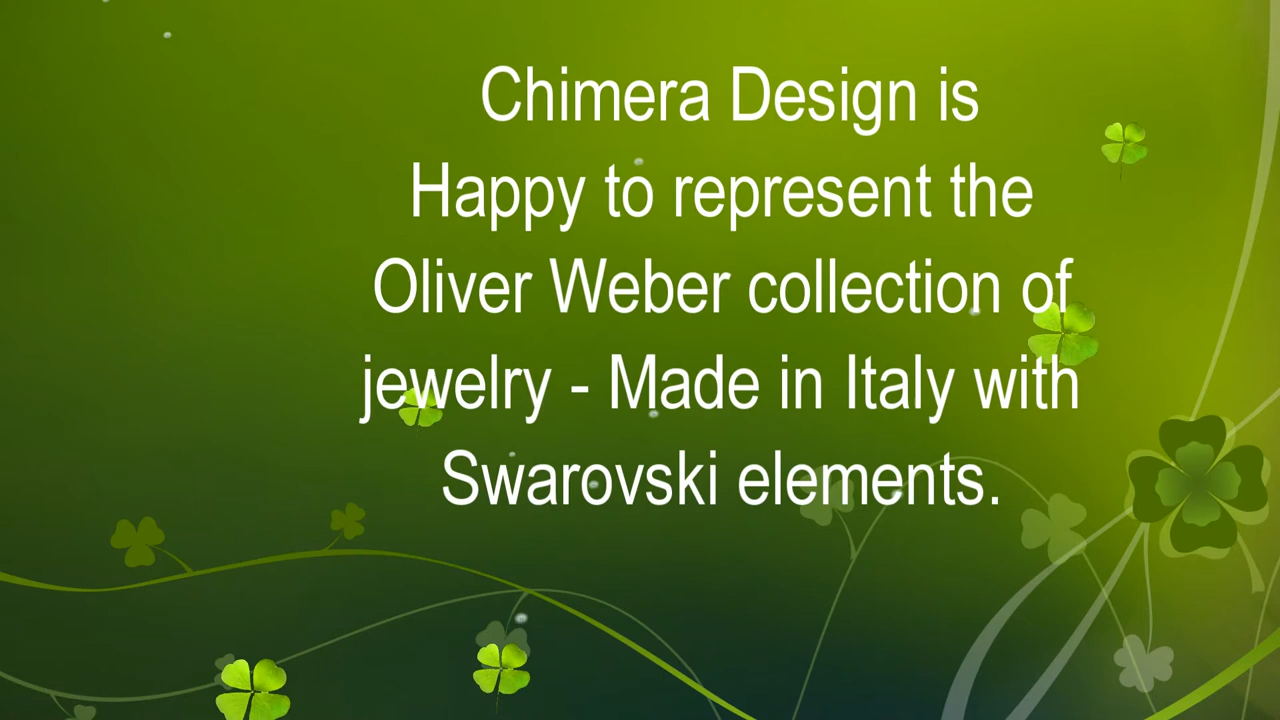 Chimera Design is
Happy to represent the
Oliver Weber collection of
jewelry - Made in Italy with
Swarovski elements.